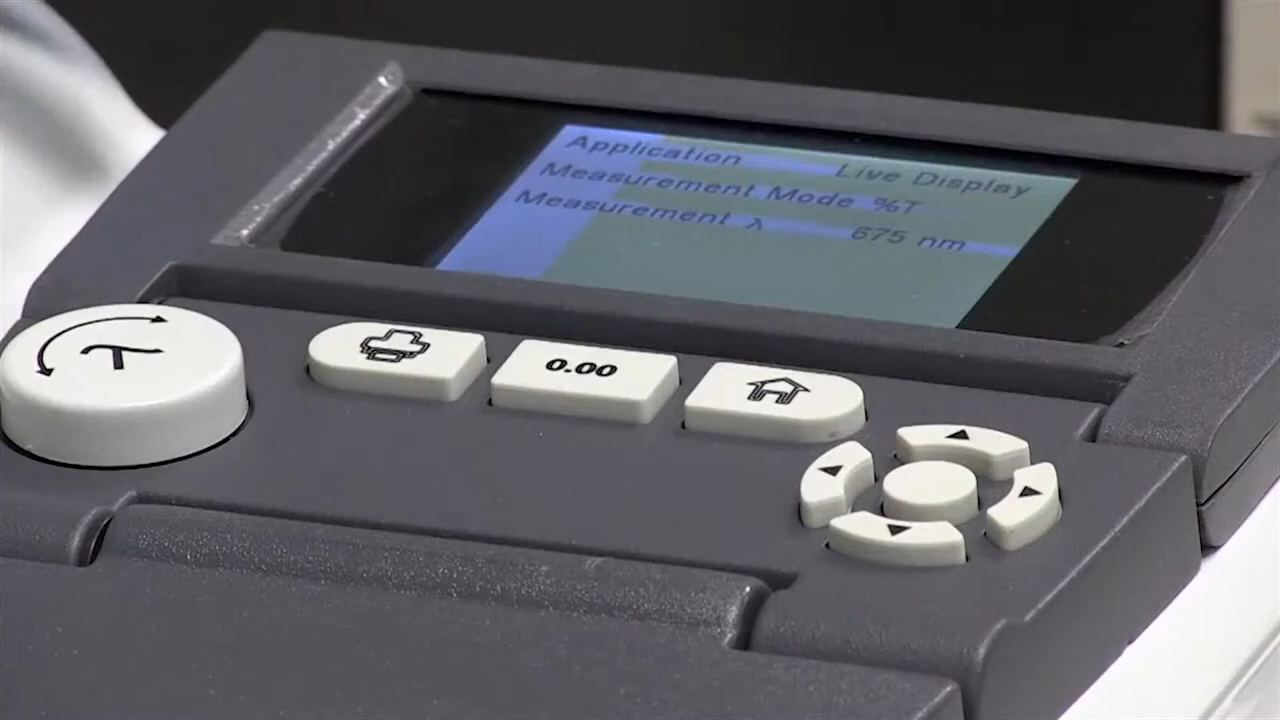 Application Live Display
Measurement Mode %T
Measurement λ 675 nm
λ
0.00